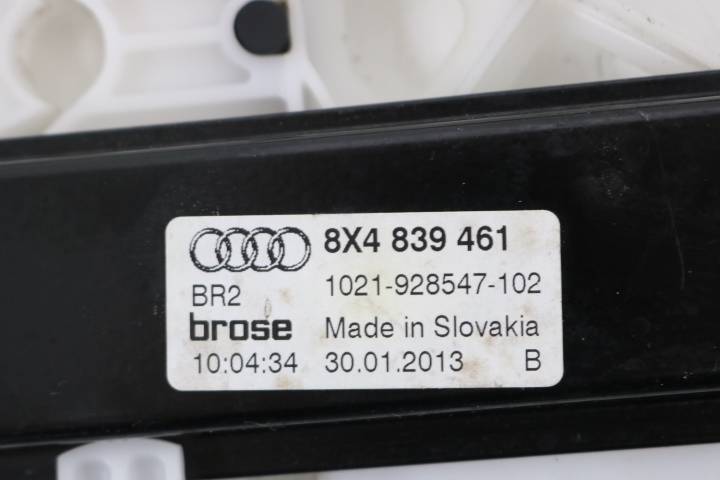 8X4 839 461
BR2 1021-928547-102
brose Made in Slovakia
10:04:34 30.01.2013 B